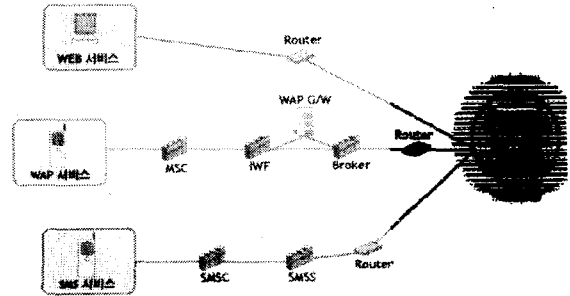 Router
WEB 서비스
WAP G/W
Router
MSC
IWF
Broker
WAP 서비스
SMSC
SMSS
Router
SMS 서비스